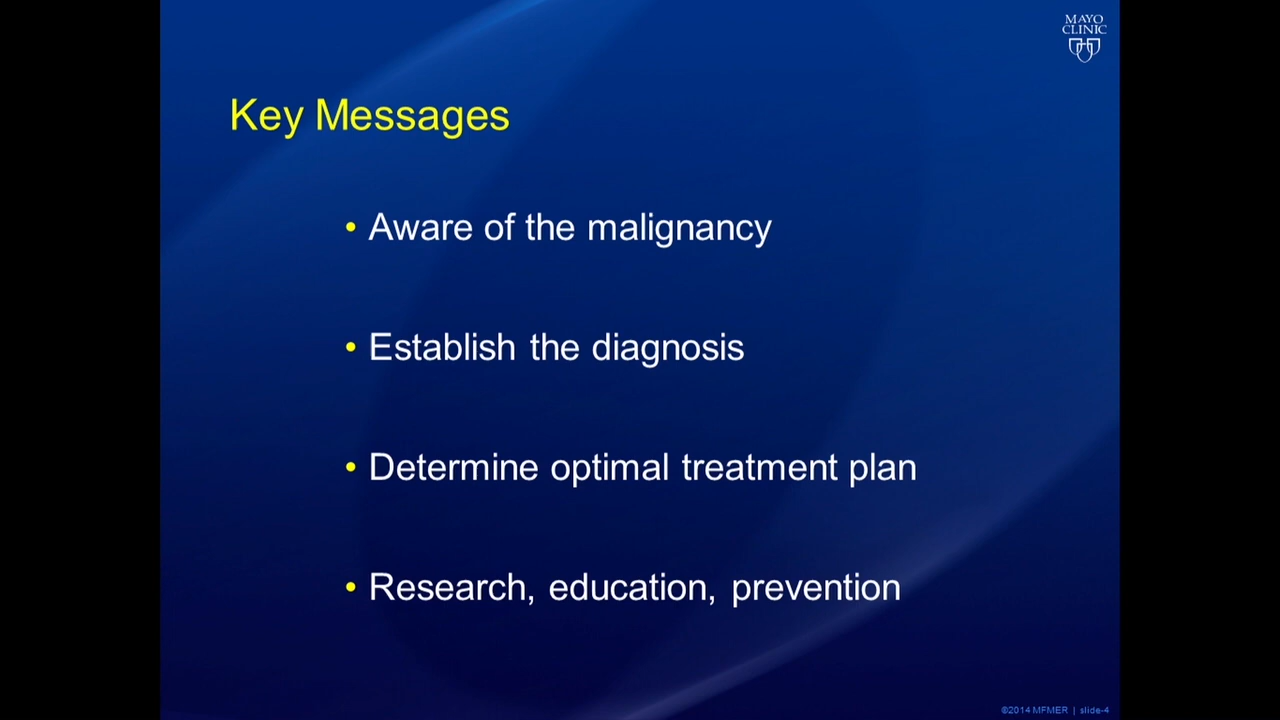 MAYO
CLINIC
Key Messages
• Aware of the malignancy
• Establish the diagnosis
• Determine optimal treatment plan
• Research, education, prevention
©2014 MFMER | slide-4